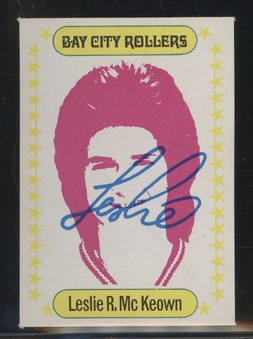 BAY CITY ROLLERS
Leslie
Leslie R. Mc Keown